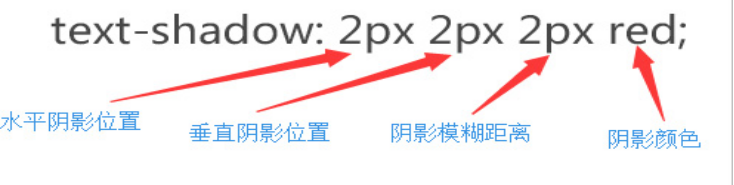 text-shadow: 2px 2px 2px red;
水平阴影位置
垂直阴影位置
阴影模糊距离
阴影颜色